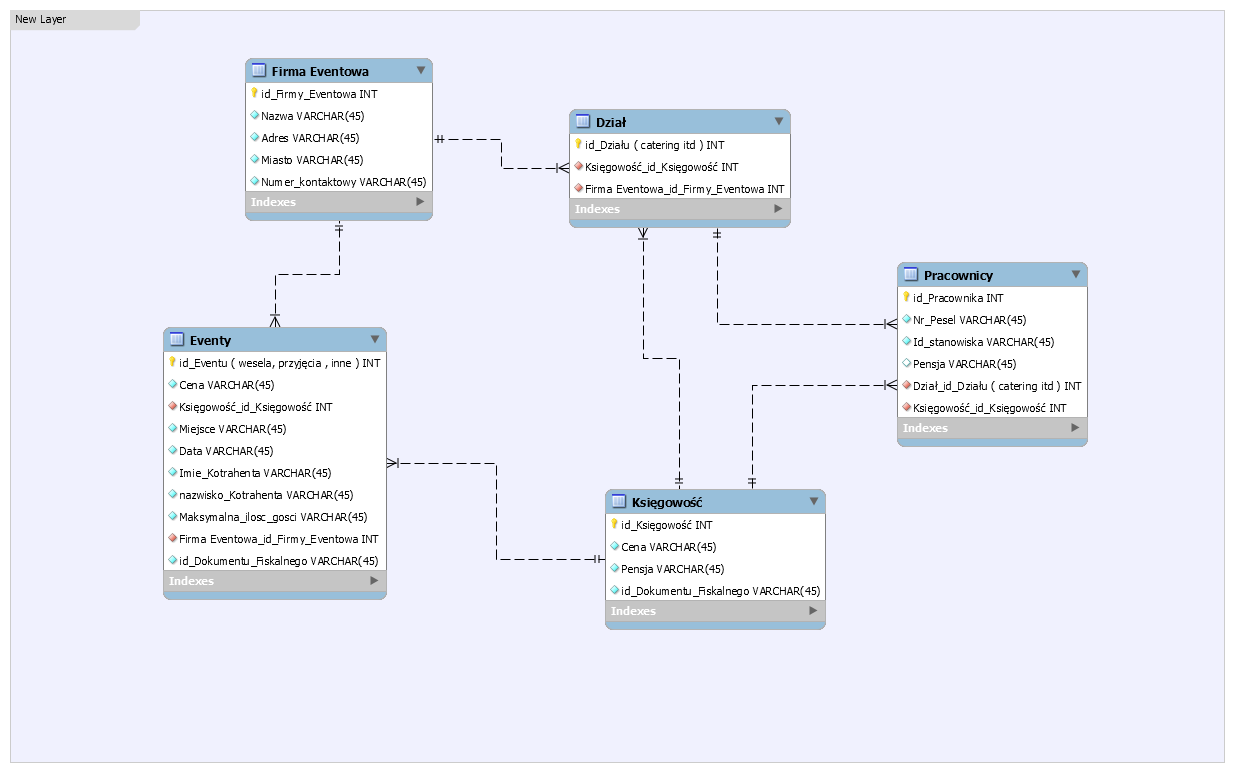 New Layer
Firma Eventowa
id_Firmy_Eventowa INT
Nazwa VARCHAR(45)
Adres VARCHAR(45)
Miasto VARCHAR(45)
Numer_kontaktowy VARCHAR(45)
Indexes
Dział
id_Działu ( catering itd ) INT
Księgowość_id_Księgowość INT
Firma Eventowa_id_Firmy_Eventowa INT
Indexes
Pracownicy
id_Pracownika INT
Nr_Pesel VARCHAR(45)
Id_stanowiska VARCHAR(45)
Pensja VARCHAR(45)
Dział_id_Działu ( catering itd ) INT
Księgowość_id_Księgowość INT
Indexes
Eventy
id_Eventu ( wesela, przyjęcia , inne ) INT
Cena VARCHAR(45)
Księgowość_id_Księgowość INT
Miejsce VARCHAR(45)
Data VARCHAR(45)
Imie_Kotrahenta VARCHAR(45)
nazwisko_Kotrahenta VARCHAR(45)
Maksymalna_ilosc_gosci VARCHAR(45)
Firma Eventowa_id_Firmy_Eventowa INT
id_Dokumentu_Fiskalnego VARCHAR(45)
Indexes
Księgowość
id_Księgowość INT
Cena VARCHAR(45)
Pensja VARCHAR(45)
id_Dokumentu_Fiskalnego VARCHAR(45)
Indexes